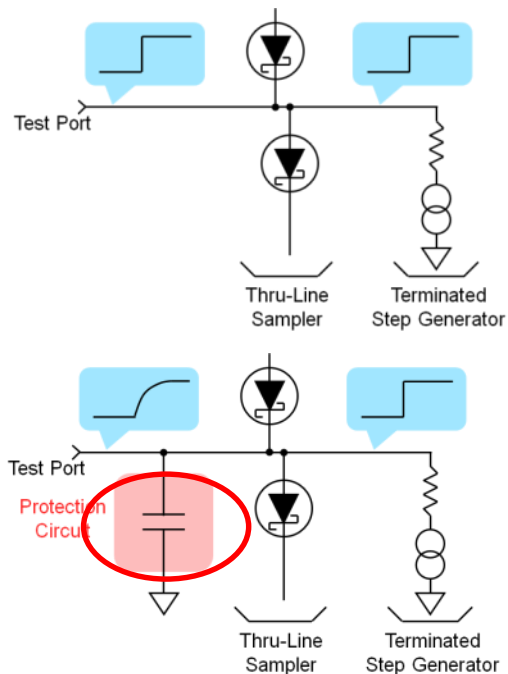 Test Port
Thru-Line
Sampler
Terminated
Step Generator
Test Port
Protection
Circuit
Thru-Line
Sampler
Terminated
Step Generator